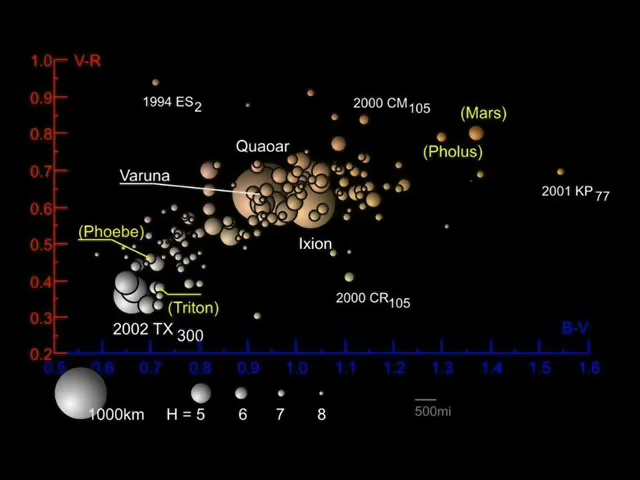 1.0 V-R
0.9
1994 ES2
2000 CM105
(Mars)
0.8
Quaoar
(Pholus)
0.7
Varuna
2001 KP77
0.6
(Phoebe)
Ixion
0.5
0.4
2000 CR105
(Triton)
0.3
2002 TX300
B-V
0.2
0.5 0.6 0.7 0.8 0.9 1.0 1.1 1.2 1.3 1.4 1.5 1.6
1000km H = 5 6 7 8
500mi